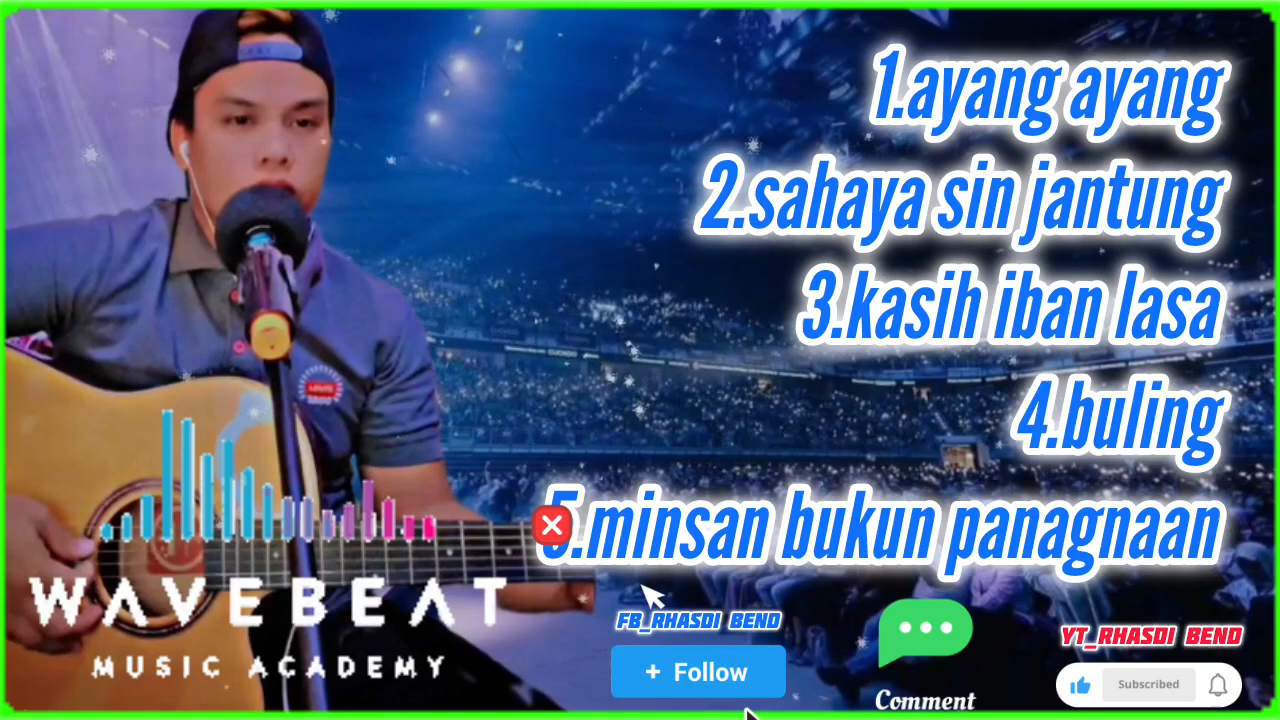 1.ayang ayang
2.sahaya sin jantung
3.kasih iban lasa
4.buling
5.minsan bukun panagnaan
WAVEBEAT
MUSIC ACADEMY
FB_RHASDI BEND
+ Follow
Comment
YT_RHASDI BEND
Subscribed